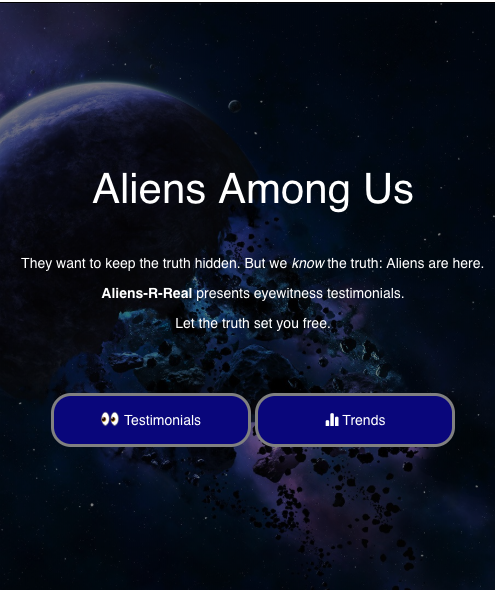 Aliens Among Us
They want to keep the truth hidden. But we know the truth: Aliens are here.
Aliens-R-Real presents eyewitness testimonials.
Let the truth set you free.
Testimonials
Trends